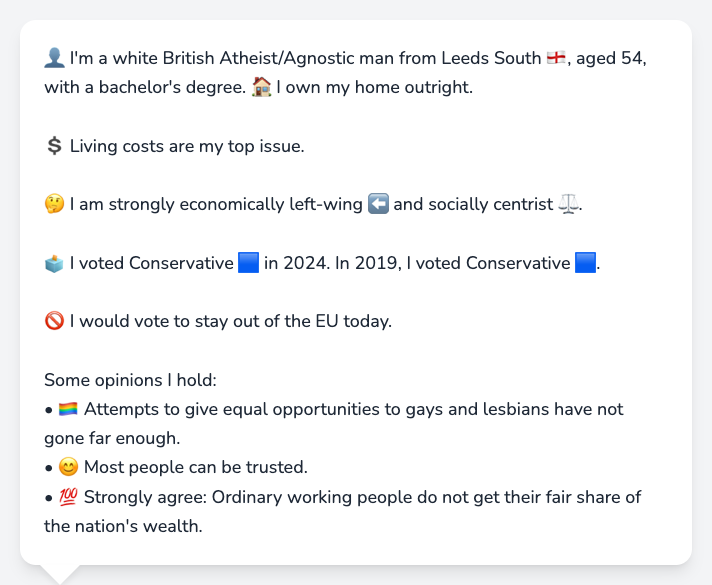 👤 I'm a white British Atheist/Agnostic man from Leeds South 🏴󠁧󠁢󠁥󠁮󠁧󠁿, aged 54,
with a bachelor's degree. 🏠 I own my home outright.
💲 Living costs are my top issue.
🤔 I am strongly economically left-wing ⬅️ and socially centrist ⚖️.
🗳️ I voted Conservative 🟦 in 2024. In 2019, I voted Conservative 🟦.
🚫 I would vote to stay out of the EU today.
Some opinions I hold:
• 🏳️‍🌈 Attempts to give equal opportunities to gays and lesbians have not
gone far enough.
• 😊 Most people can be trusted.
• 💯 Strongly agree: Ordinary working people do not get their fair share of
the nation's wealth.